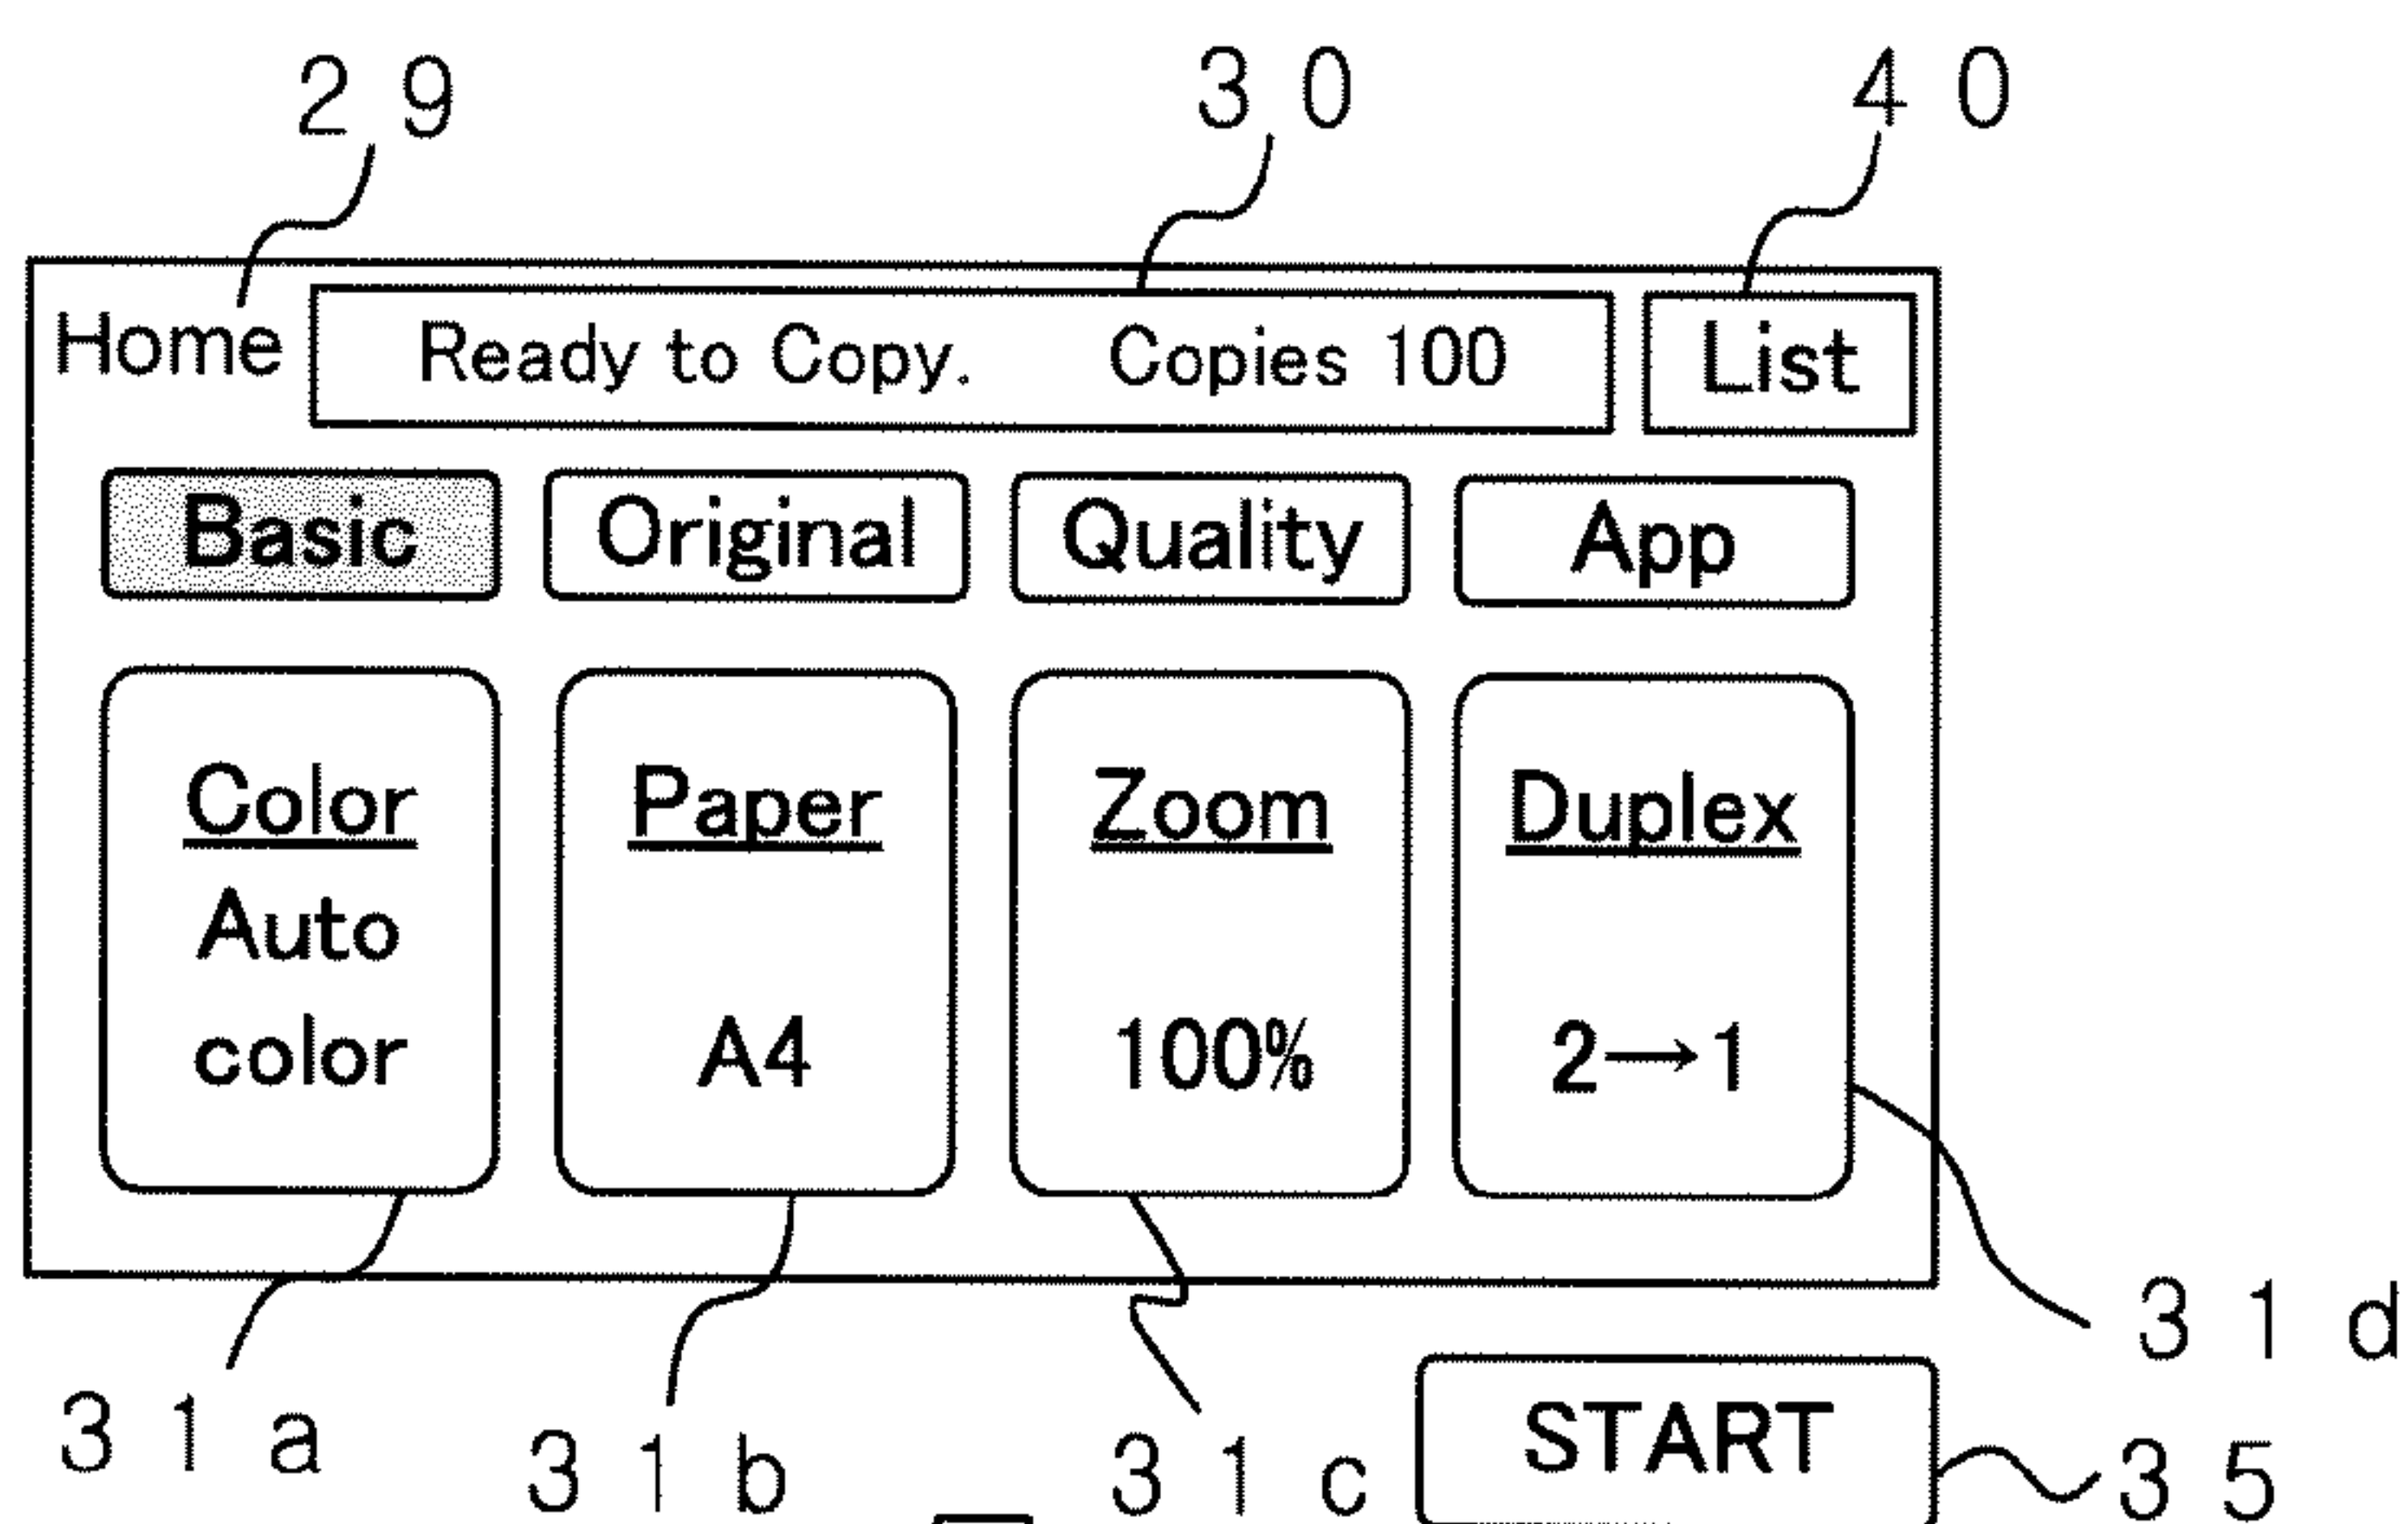 29 30 40
Home Ready to Copy. Copies 100 List
Basic Original Quality App
Color Paper Zoom Duplex
Auto
color A4 100% 2→1
31d
31a 31b 31c START 35